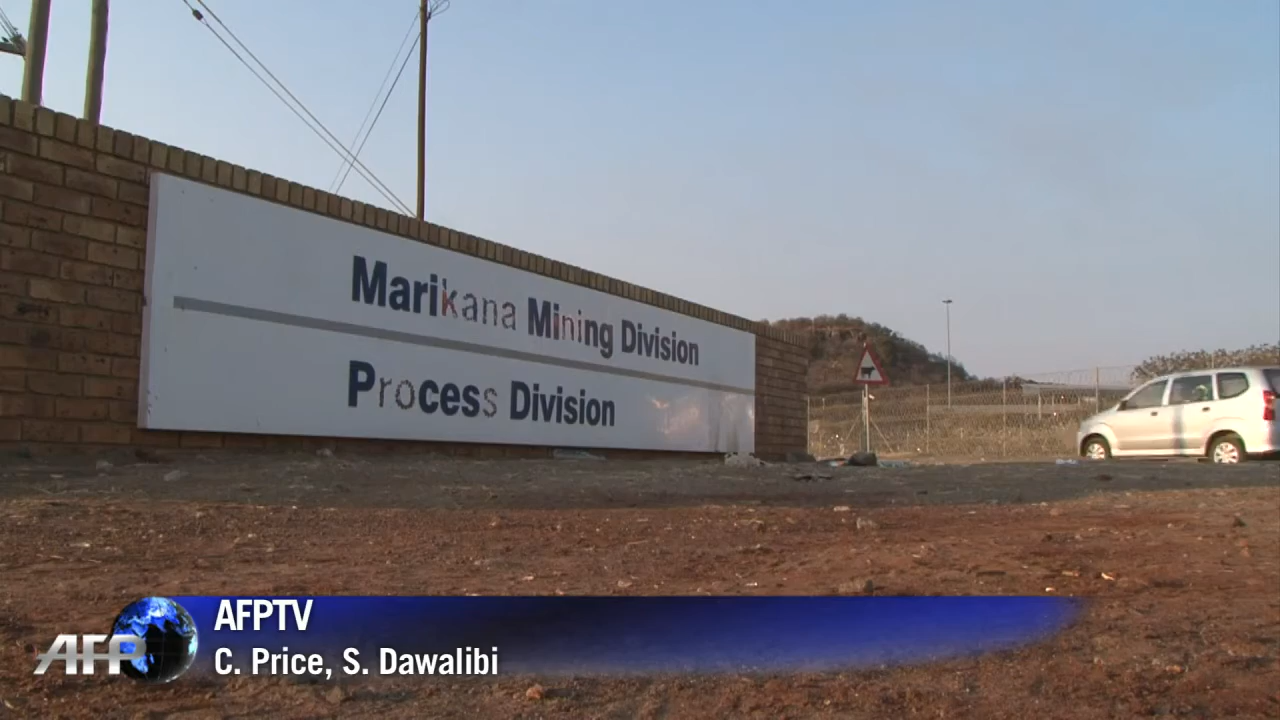 Marikana Mining Division
Process Division
AFPTV
AFP
C. Price, S. Dawalibi